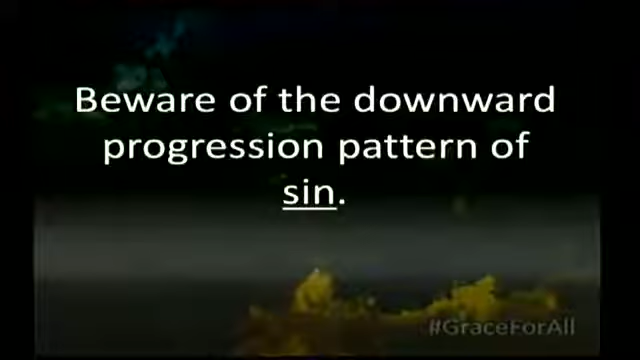 Beware of the downward
progression pattern of
sin.
#GraceForAll